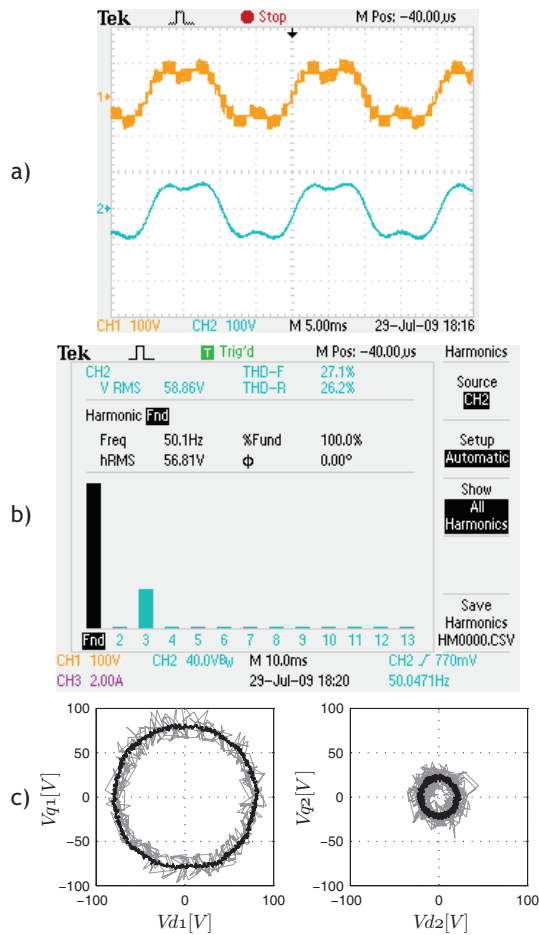 Tek Stop M Pos: -40.00µs
1
a)
2
CH1 100V CH2 100V M 5.00ms 29-Jul-09 18:16
Tek T Trig'd M Pos: -40.00µs Harmonics
CH2 THD-F 27.1%
V RMS 58.86V THD-R 26.2%
Source
CH2
Harmonic Fnd
Freq 50.1Hz %Fund 100.0%
hRMS 56.81V Φ 0.00°
Setup
Automatic
Show
All
Harmonics
b)
Fnd 2 3 4 5 6 7 8 9 10 11 12 13
Save
Harmonics
HM0000.CSV
CH1 100V CH2 40.0VBW M 10.0ms CH2 770mV
CH3 2.00A 29-Jul-09 18:20 50.0471Hz
c)
Vq1[V]
100
50
0
−50
−100
−100 0 100
Vd1[V]
Vq2[V]
100
50
0
−50
−100
−100 0 100
Vd2[V]